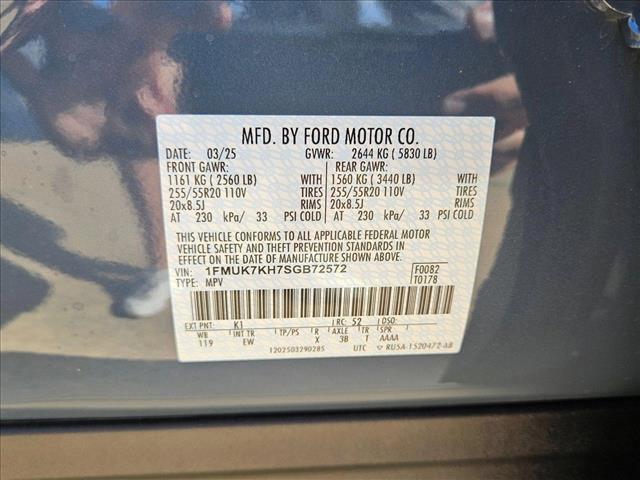 MFD. BY FORD MOTOR CO.
DATE: 03/25 GVWR: 2644 KG ( 5830 LB)
FRONT GAWR: REAR GAWR:
1161 KG ( 2560 LB) WITH 1560 KG ( 3440 LB) WITH
255/55R20 110V TIRES 255/55R20 110V TIRES
20x8.5J RIMS 20x8.5J RIMS
AT 230 kPa/ 33 PSI COLD AT 230 kPa/ 33 PSI COLD
THIS VEHICLE CONFORMS TO ALL APPLICABLE FEDERAL MOTOR
VEHICLE SAFETY AND THEFT PREVENTION STANDARDS IN
EFFECT ON THE DATE OF MANUFACTURE SHOWN ABOVE.
VIN: 1FMUK7KH7SGB72572 F0082
TYPE: MPV T0178
EXT PNT: K1 RC: 52 DSO:
WB INT TR TP/PS R AXLE TR SPR
119 EW X 3B T AAAA
1202503290285 UTC RU5A-1520472-AB